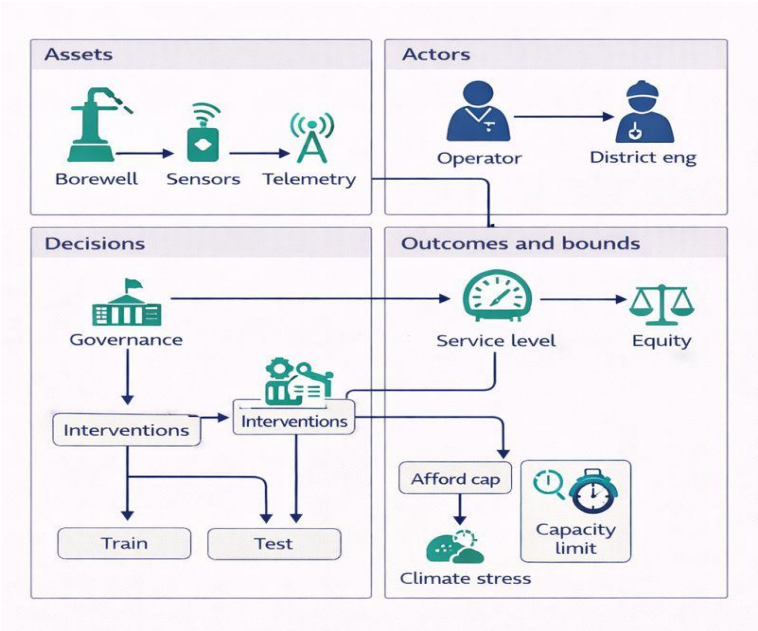 Assets
Borewell
Sensors
Telemetry
Actors
Operator
District eng
Decisions
Governance
Interventions
Interventions
Train
Test
Outcomes and bounds
Service level
Equity
Afford cap
Climate stress
Capacity
limit